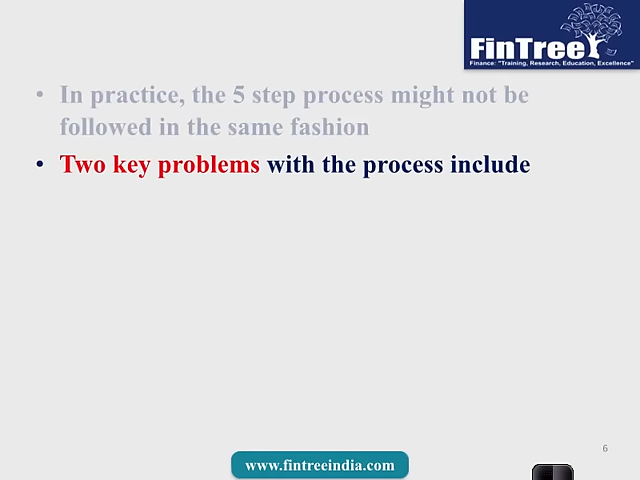 FinTree
Finance: "Training, Research, Education, Excellence"
• In practice, the 5 step process might not be
followed in the same fashion
• Two key problems with the process include
6
www.fintreeindia.com